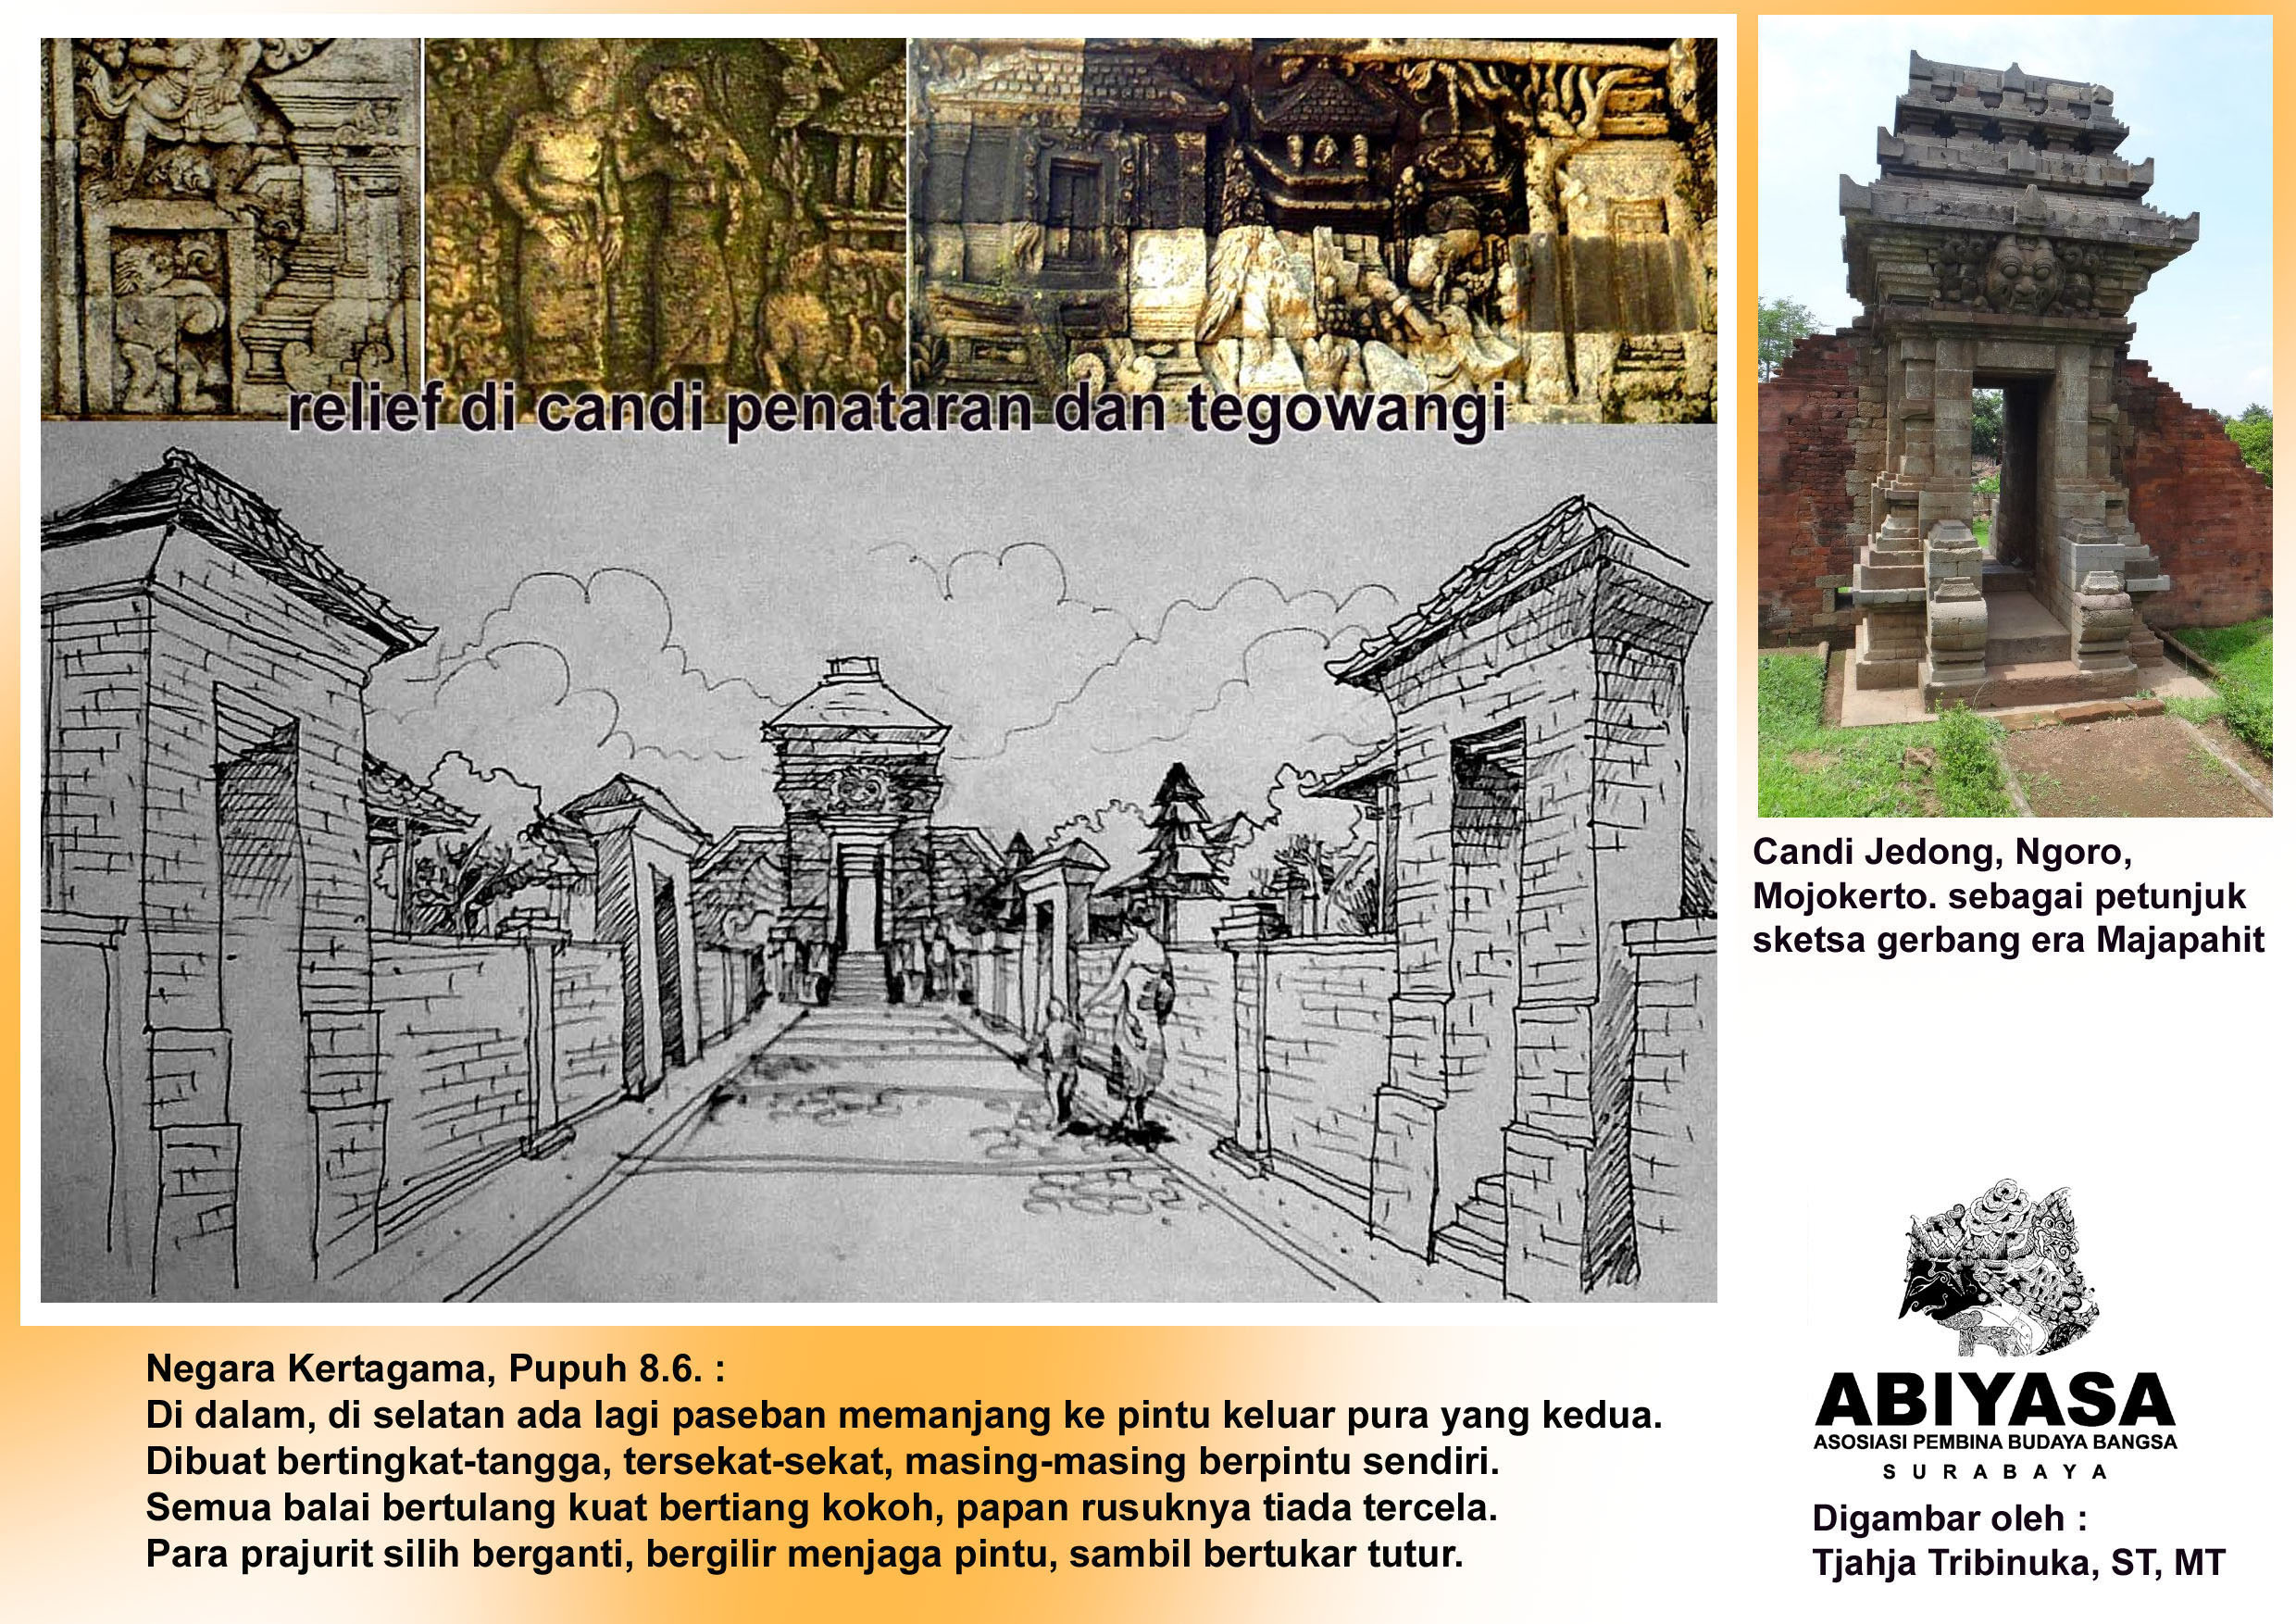 relief di candi penataran dan tegowangi
Candi Jedong, Ngoro,
Mojokerto. sebagai petunjuk
sketsa gerbang era Majapahit
Negara Kertagama, Pupuh 8.6. :
Di dalam, di selatan ada lagi paseban memanjang ke pintu keluar pura yang kedua.
Dibuat bertingkat-tangga, tersekat-sekat, masing-masing berpintu sendiri.
Semua balai bertulang kuat bertiang kokoh, papan rusuknya tiada tercela.
Para prajurit silih berganti, bergilir menjaga pintu, sambil bertukar tutur.
ABIYASA
ASOSIASI PEMBINA BUDAYA BANGSA
SURABAYA
Digambar oleh :
Tjahja Tribinuka, ST, MT